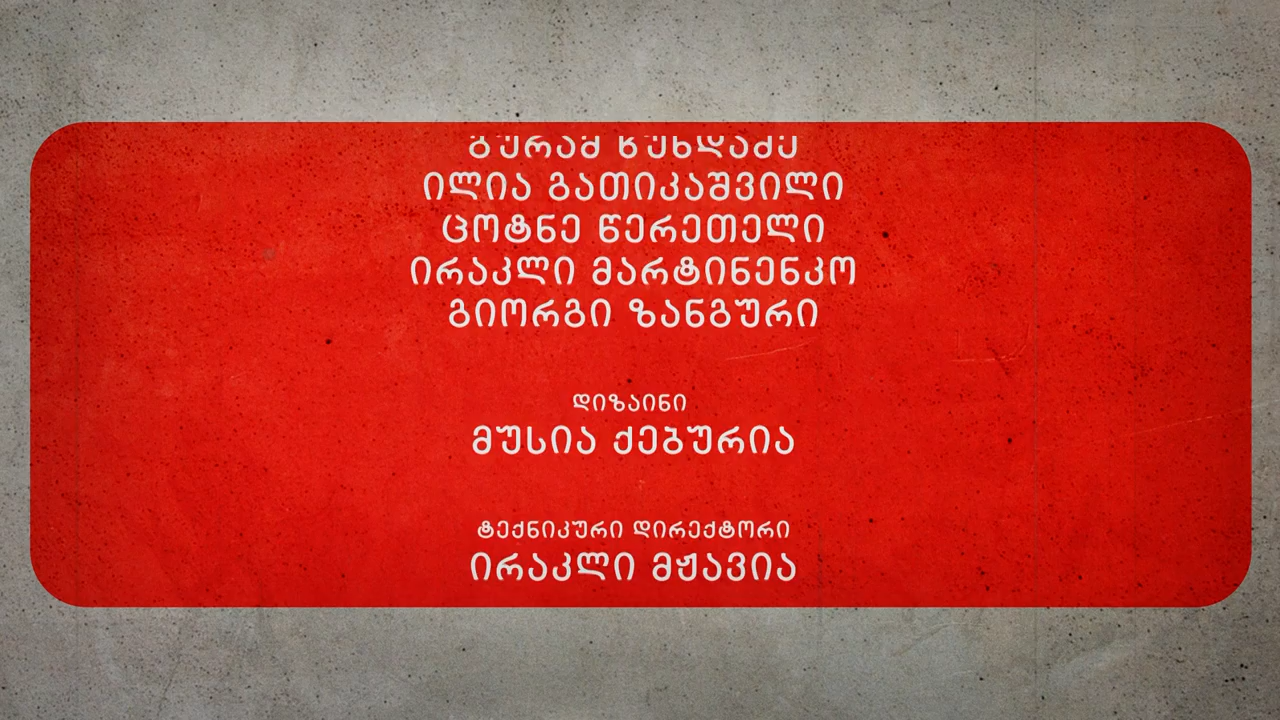 ილია გათიკაშვილი
ცოტნე წერეთელი
ირაკლი მარტინენკო
გიორგი ზანგური
დიზაინი
მუსია ქებურია
ტექნიკური დირექტორი
ირაკლი მჟავია